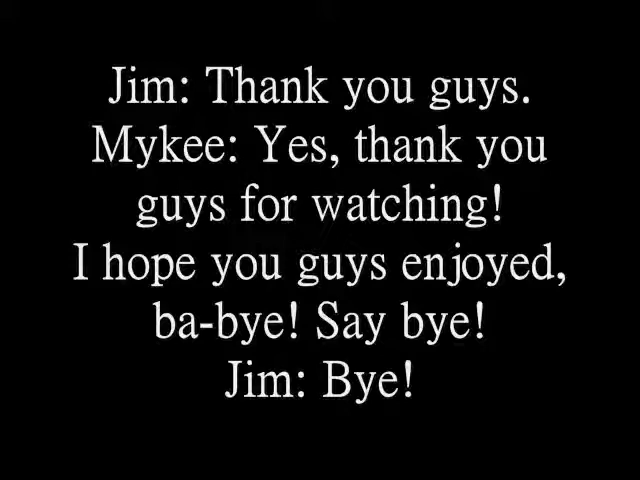 Jim: Thank you guys.
Mykee: Yes, thank you
guys for watching!
I hope you guys enjoyed,
ba-bye! Say bye!
Jim: Bye!